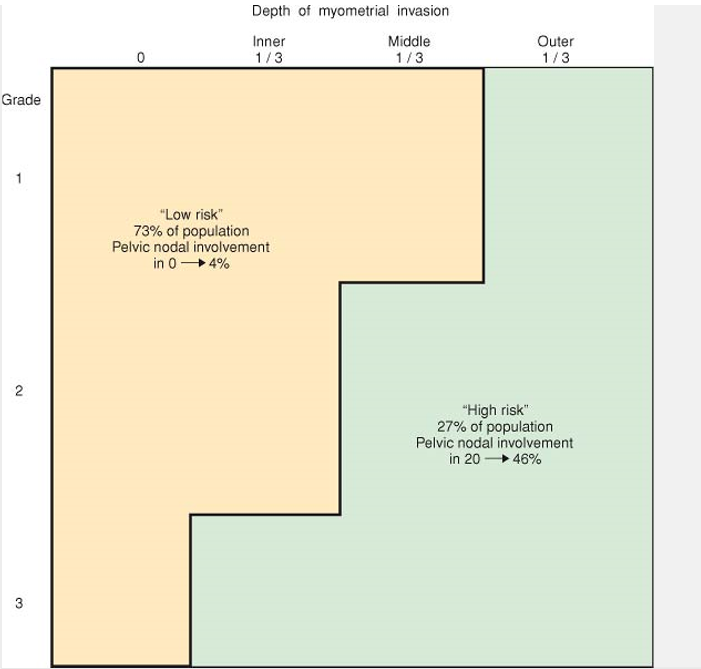 Depth of myometrial invasion
0
Inner
1 / 3
Middle
1 / 3
Outer
1 / 3
Grade
1
“Low risk”
73% of population
Pelvic nodal involvement
in 0 → 4%
2
“High risk”
27% of population
Pelvic nodal involvement
in 20 → 46%
3